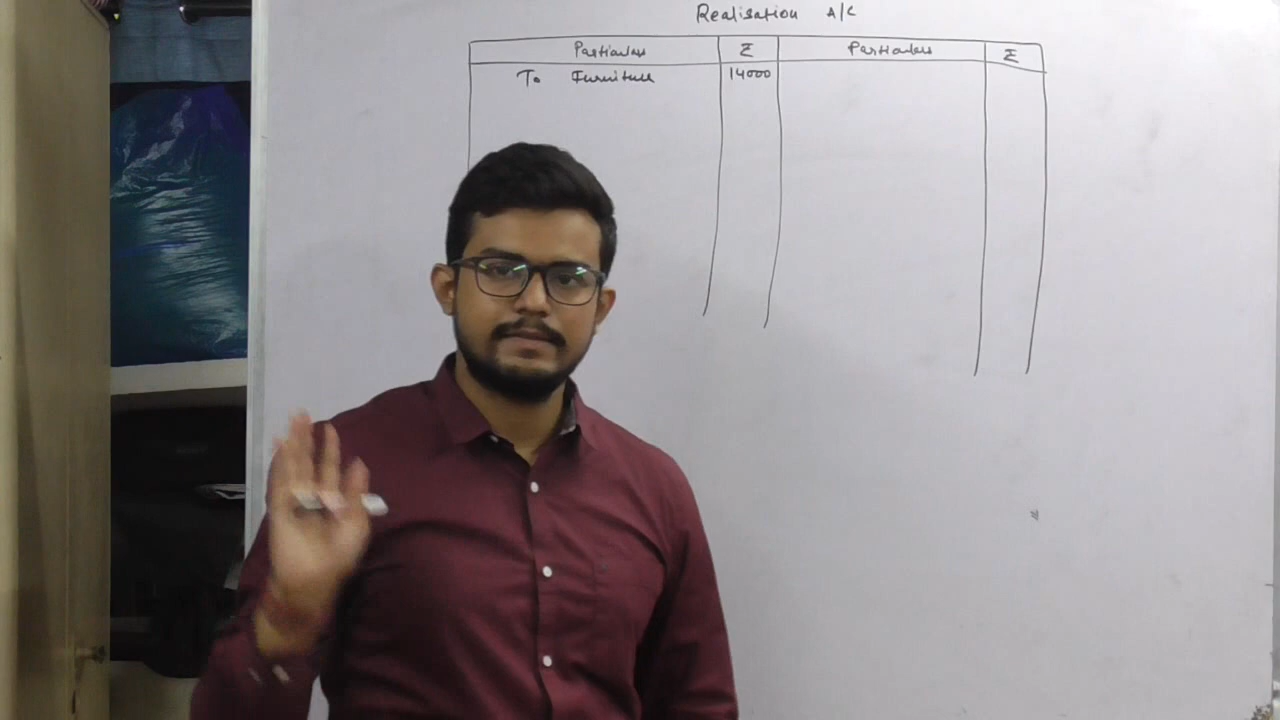 Realisation A/C
Particulars ₹ Particulars ₹
To Furniture 14000